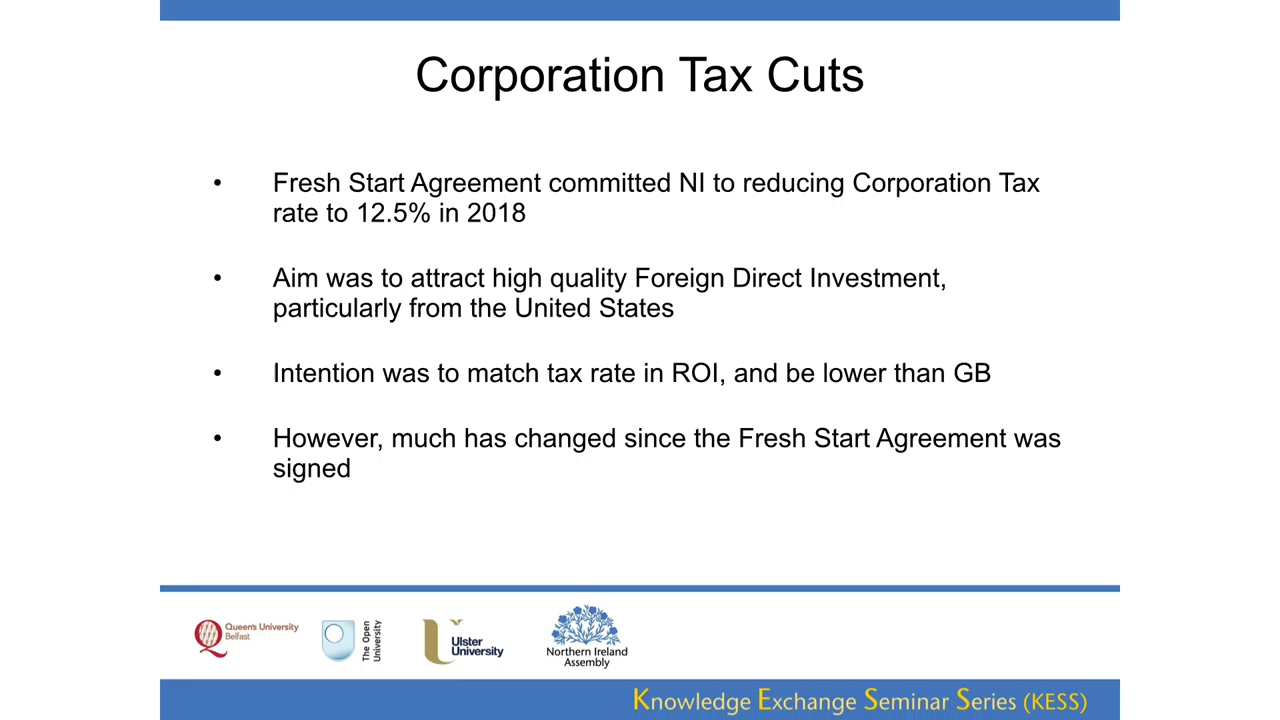 Corporation Tax Cuts
• Fresh Start Agreement committed NI to reducing Corporation Tax
rate to 12.5% in 2018
• Aim was to attract high quality Foreign Direct Investment,
particularly from the United States
• Intention was to match tax rate in ROI, and be lower than GB
• However, much has changed since the Fresh Start Agreement was
signed
Queen's University
Belfast
The Open
University
Ulster
University
Northern Ireland
Assembly
Knowledge Exchange Seminar Series (KESS)